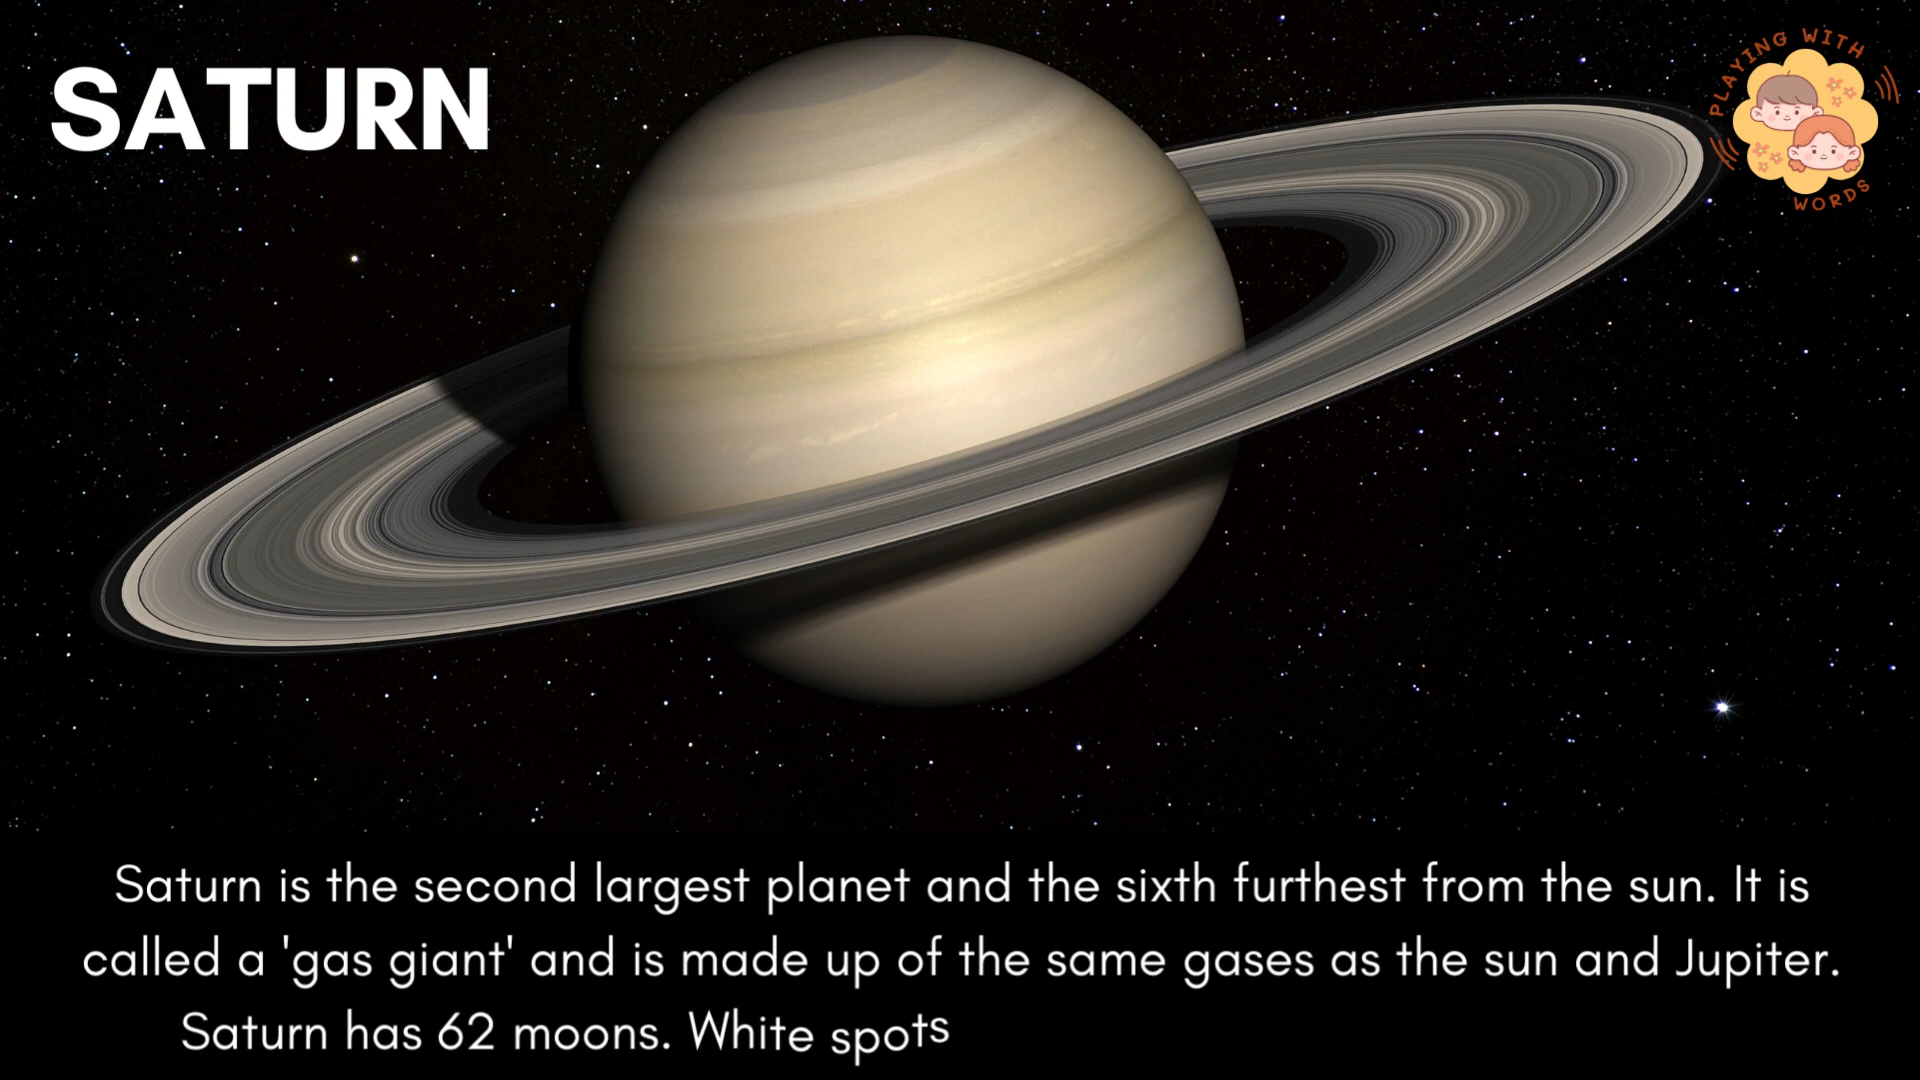 SATURN
PLAYING WITH
WORDS
Saturn is the second largest planet and the sixth furthest from the sun. It is
called a 'gas giant' and is made up of the same gases as the sun and Jupiter.
Saturn has 62 moons. White spots